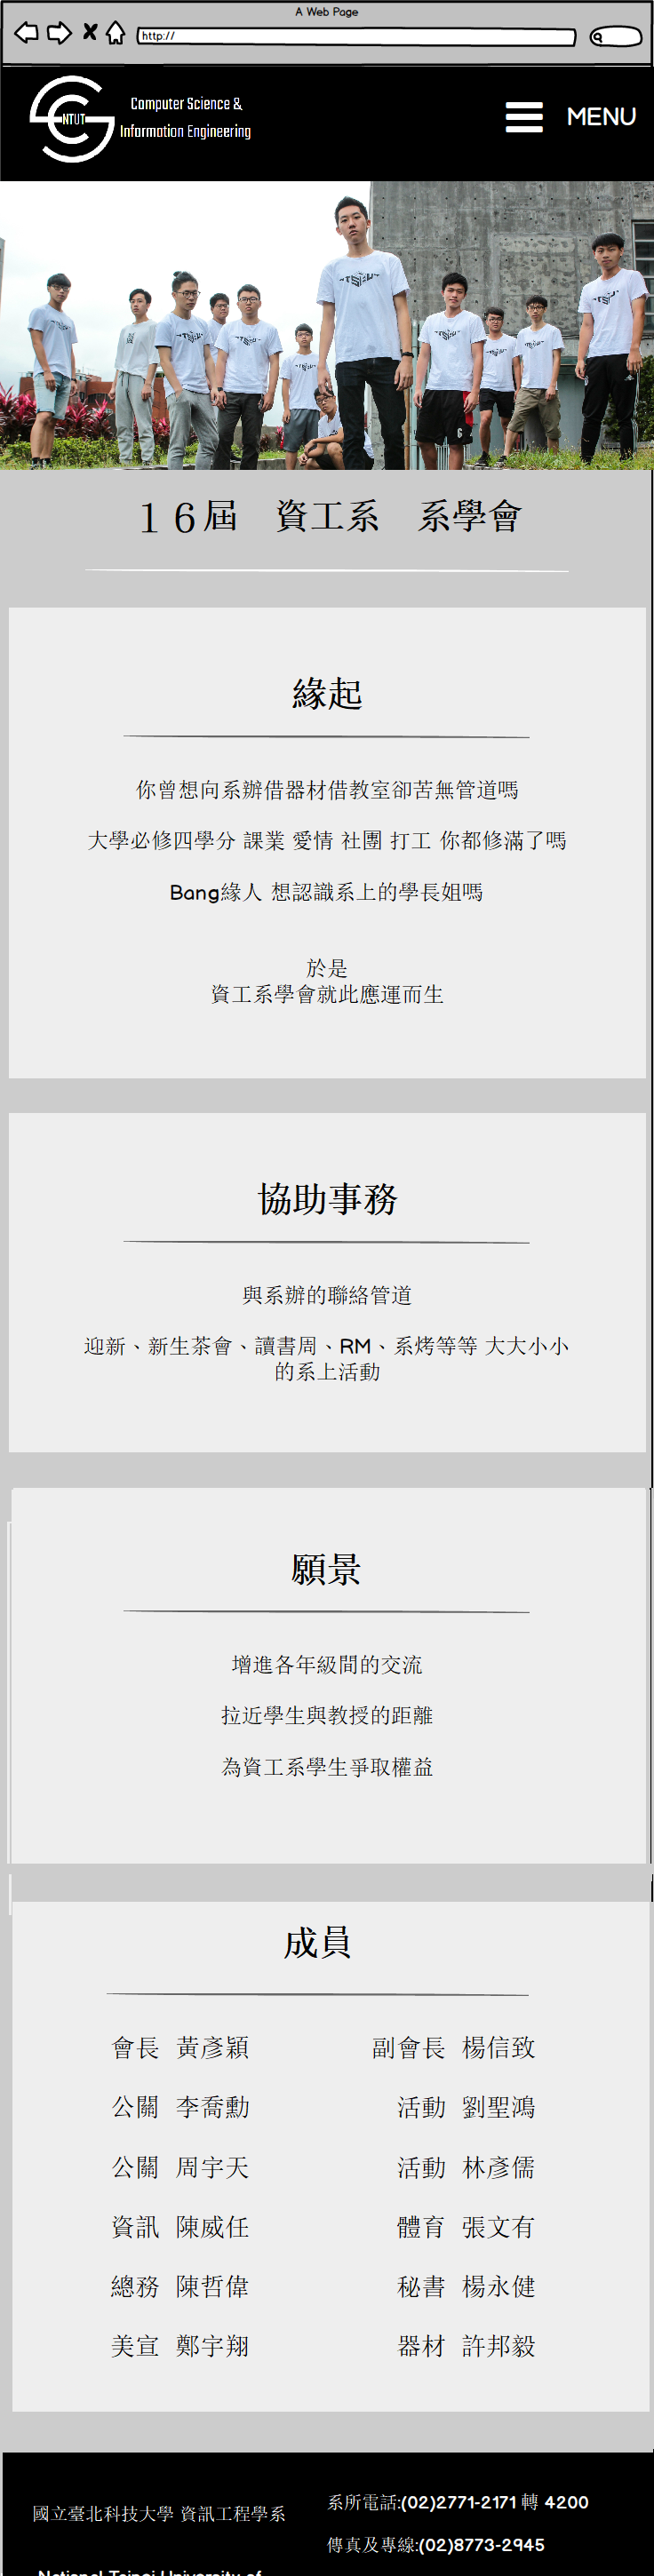 A Web Page
http://
NTUT
Computer Science &
Information Engineering
MENU
16屆 資工系 系學會
緣起
你曾想向系辦借器材借教室卻苦無管道嗎
大學必修四學分 課業 愛情 社團 打工 你都修滿了嗎
Bang緣人 想認識系上的學長姐嗎
於是
資工系學會就此應運而生
協助事務
與系辦的聯絡管道
迎新、新生茶會、讀書周、RM、系烤等等 大大小小
的系上活動
願景
增進各年級間的交流
拉近學生與教授的距離
為資工系學生爭取權益
成員
會長 黃彥穎 副會長 楊信致
公關 李喬勳 活動 劉聖鴻
公關 周宇天 活動 林彥儒
資訊 陳威任 體育 張文有
總務 陳哲偉 秘書 楊永健
美宣 鄭宇翔 器材 許邦毅
國立臺北科技大學 資訊工程學系
系所電話:(02)2771-2171 轉 4200
傳真及專線:(02)8773-2945
National Taipei University of